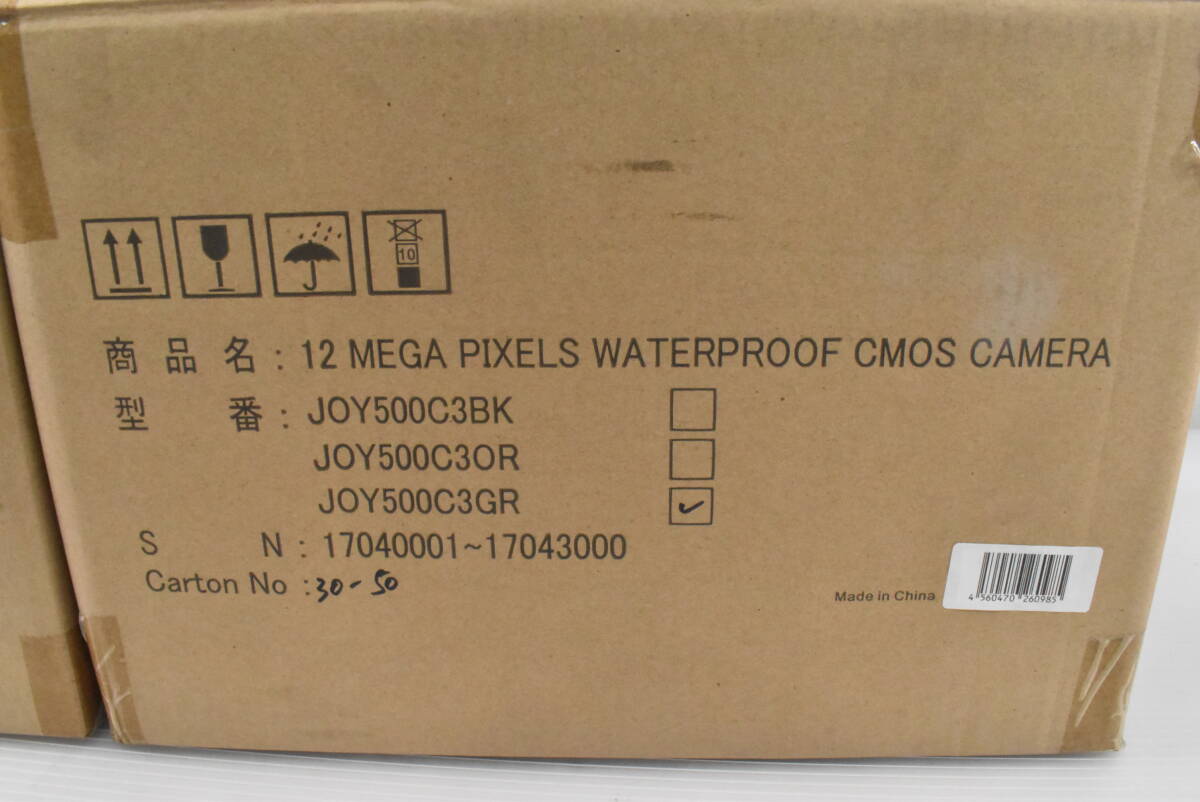 10
商品名：12 MEGA PIXELS WATERPROOF CMOS CAMERA
型番：JOY500C3BK
JOY500C3OR
JOY500C3GR ✓
SN：17040001~17043000
Carton No：30-50
Made in China
4 560470 260985